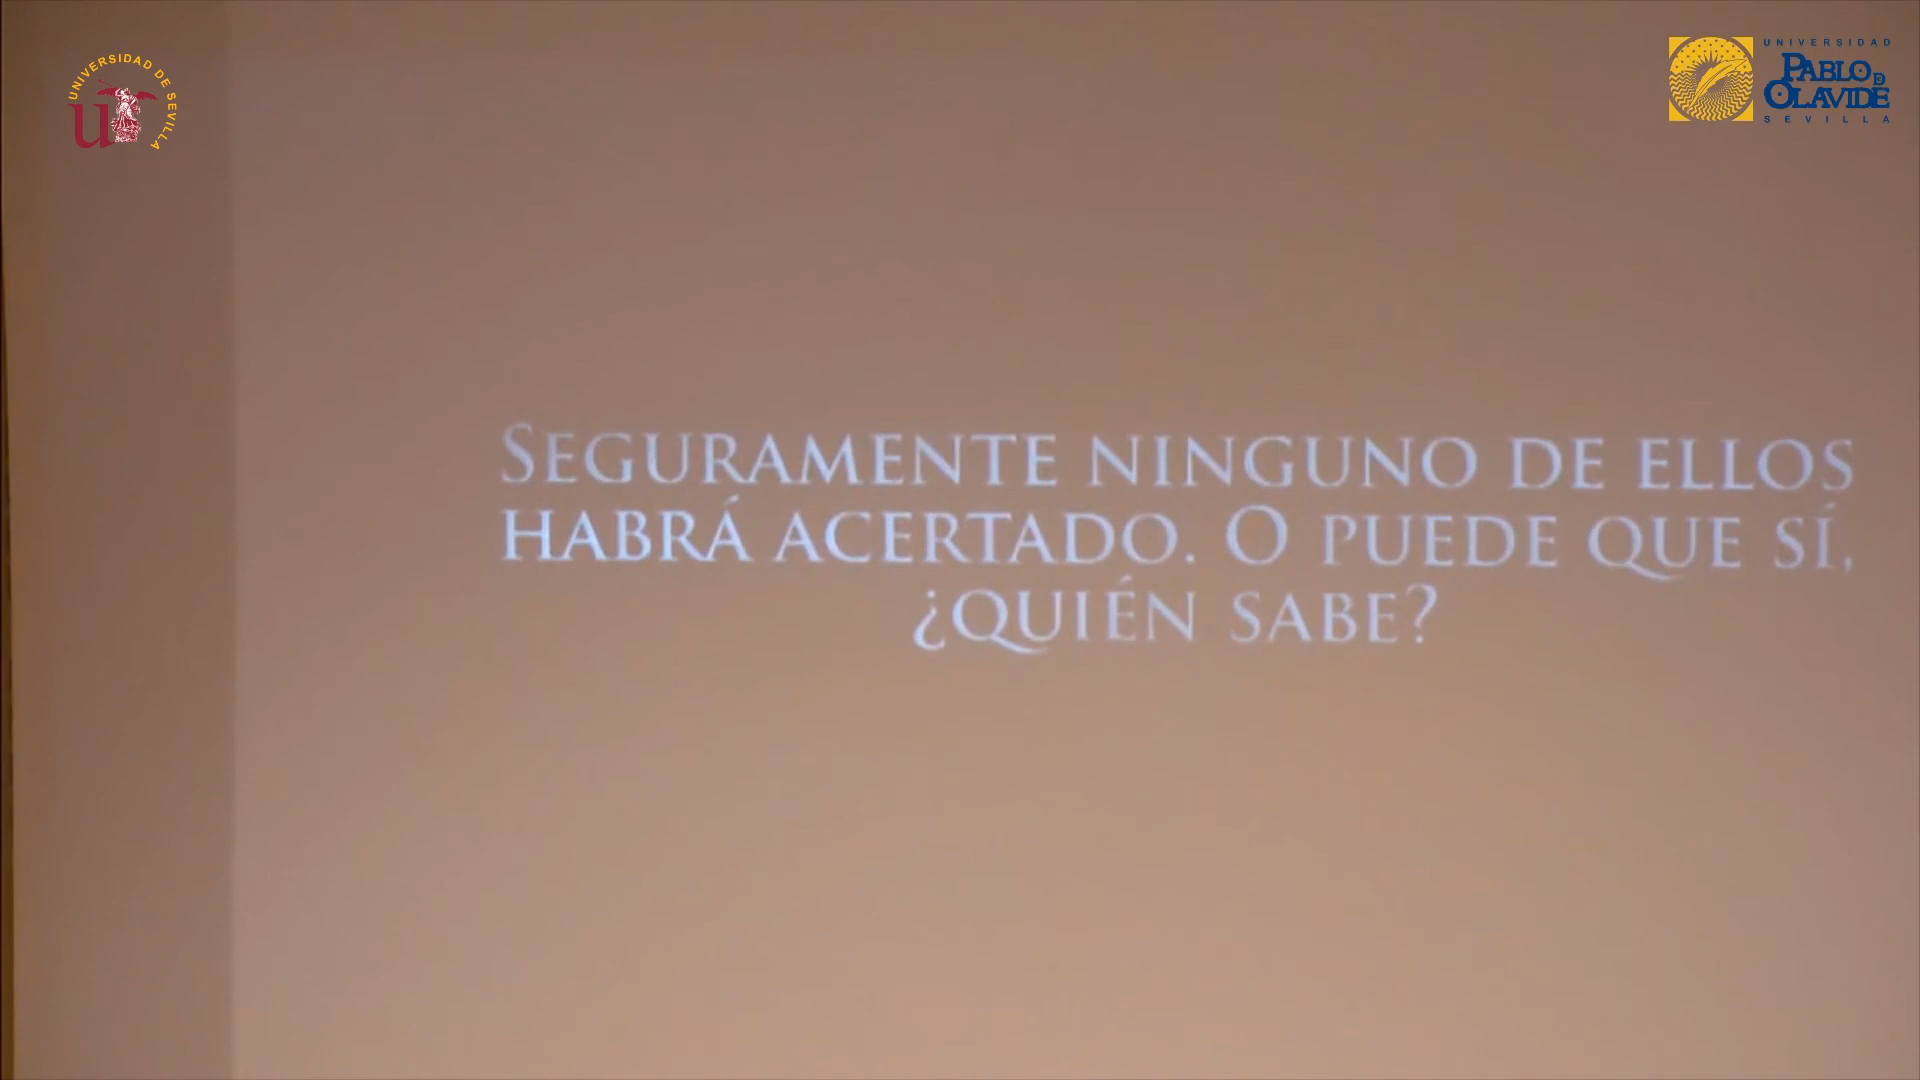 UNIVERSIDAD DE SEVILLA
UNIVERSIDAD
PABLO DE
OLAVIDE
SEVILLA
SEGURAMENTE NINGUNO DE ELLOS
HABRÁ ACERTADO. O PUEDE QUE SÍ,
¿QUIÉN SABE?